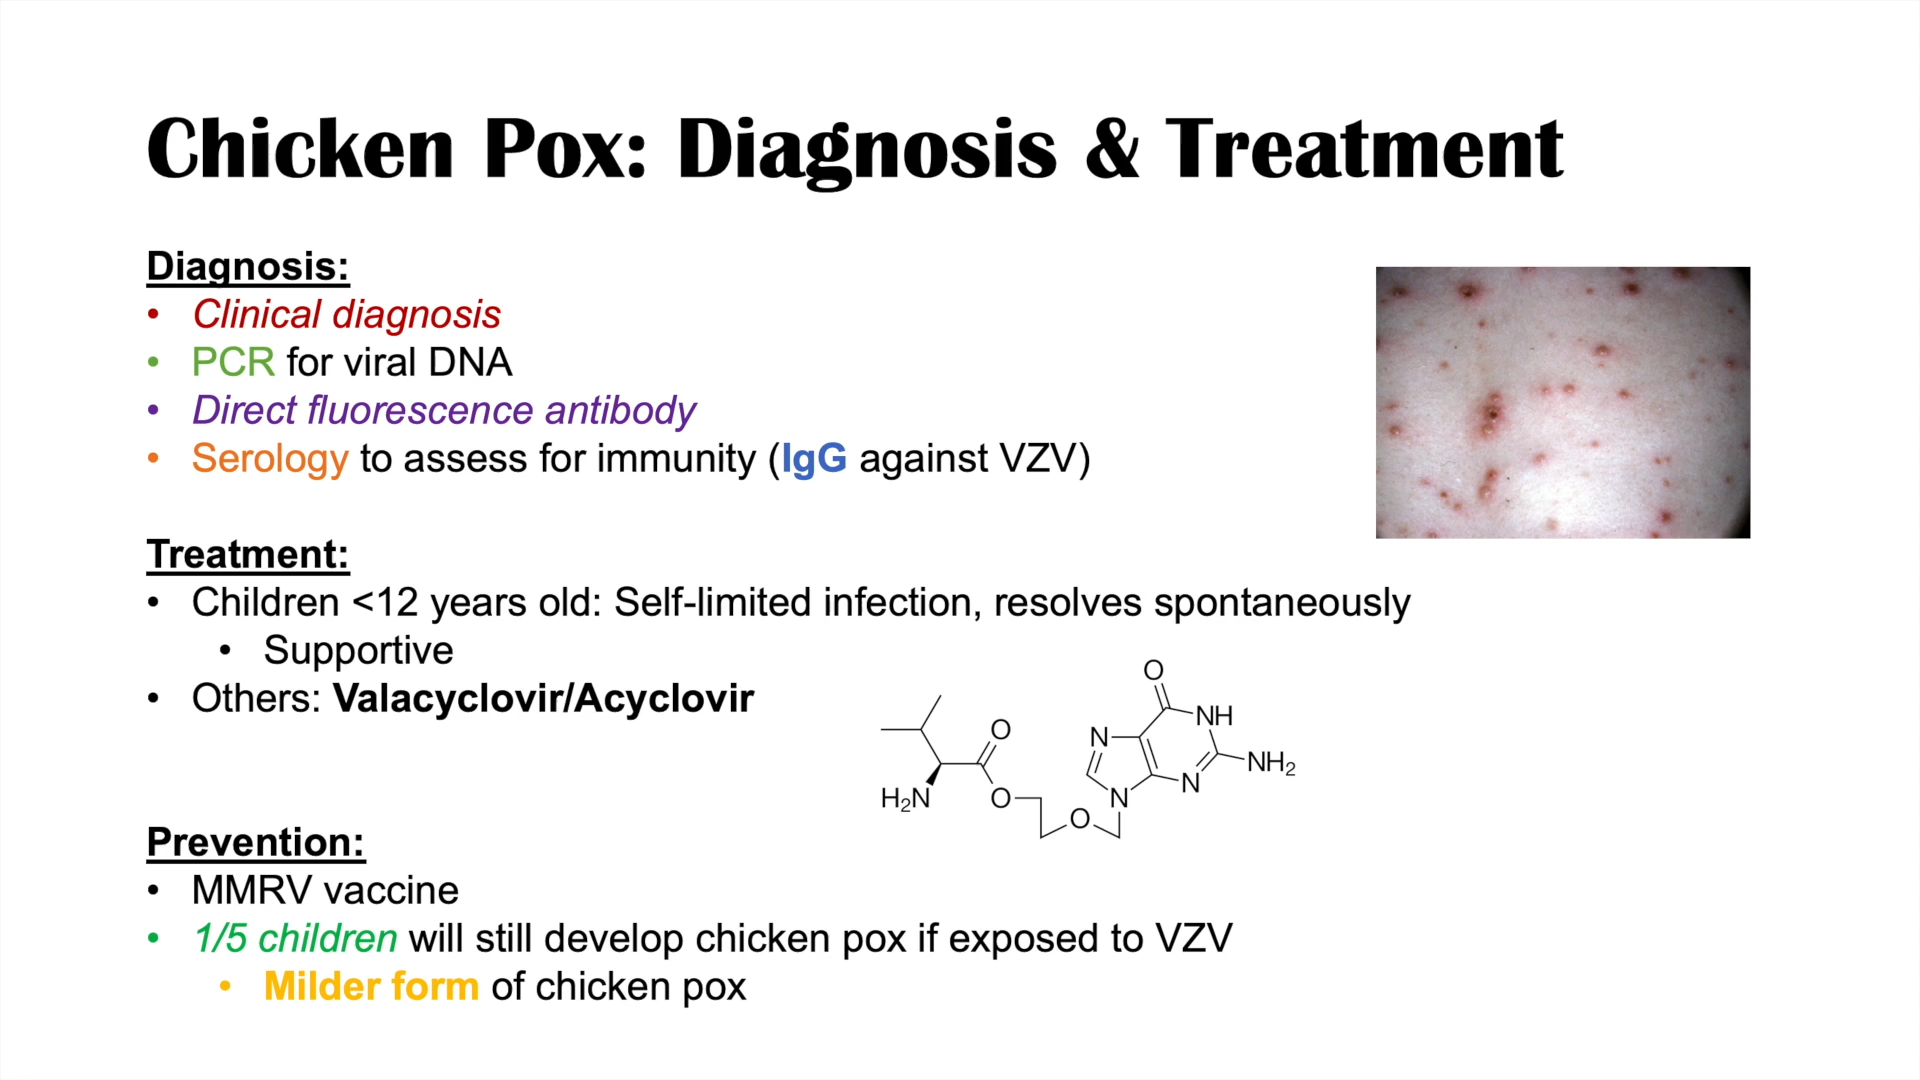 Chicken Pox: Diagnosis & Treatment
Diagnosis:
• Clinical diagnosis
• PCR for viral DNA
• Direct fluorescence antibody
• Serology to assess for immunity (IgG against VZV)
Treatment:
• Children <12 years old: Self-limited infection, resolves spontaneously
• Supportive
• Others: Valacyclovir/Acyclovir
O
O
N
NH
NH₂
N
H₂N
O
N
O
Prevention:
• MMRV vaccine
• 1/5 children will still develop chicken pox if exposed to VZV
• Milder form of chicken pox